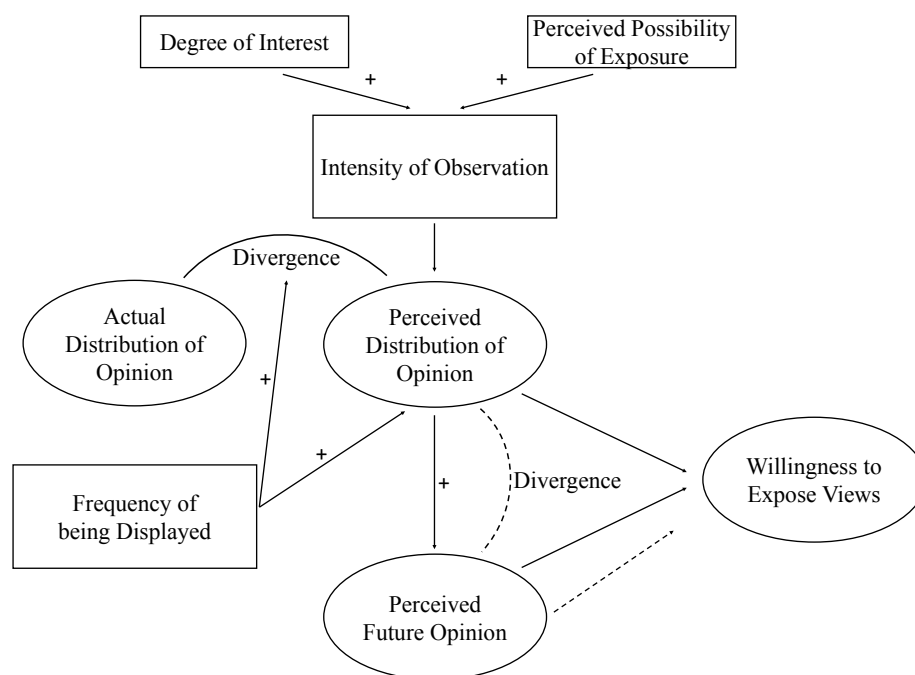 Degree of Interest
Perceived Possibility
of Exposure
+
+
Intensity of Observation
Divergence
Actual
Distribution of
Opinion
Perceived
Distribution of
Opinion
+
+
Frequency of
being Displayed
+
Divergence
Willingness to
Expose Views
Perceived
Future Opinion